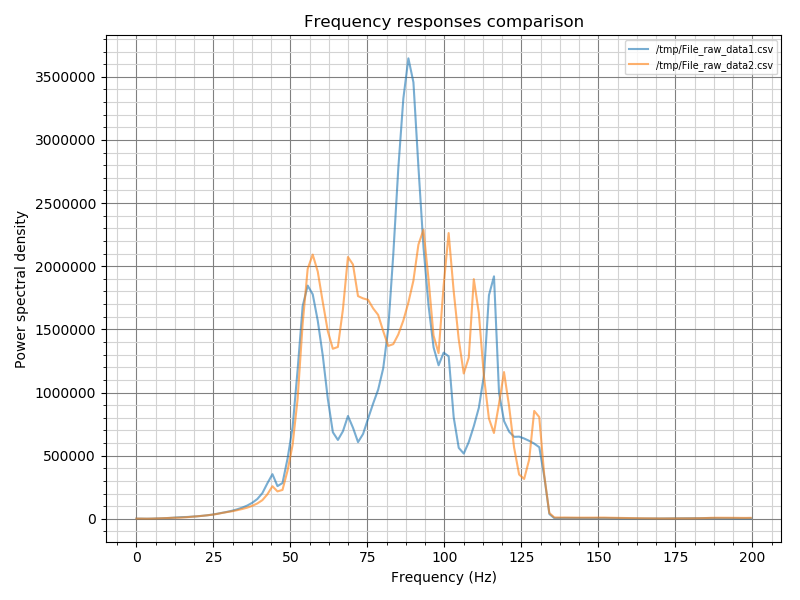 Frequency responses comparison
/tmp/File_raw_data1.csv
/tmp/File_raw_data2.csv
Power spectral density
3500000
3000000
2500000
2000000
1500000
1000000
500000
0
0 25 50 75 100 125 150 175 200
Frequency (Hz)